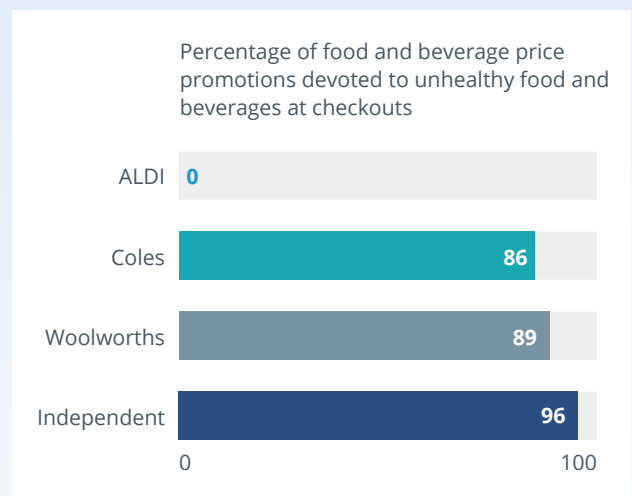 Percentage of food and beverage price
promotions devoted to unhealthy food and
beverages at checkouts
ALDI 0
Coles 86
Woolworths 89
Independent 96
0 100